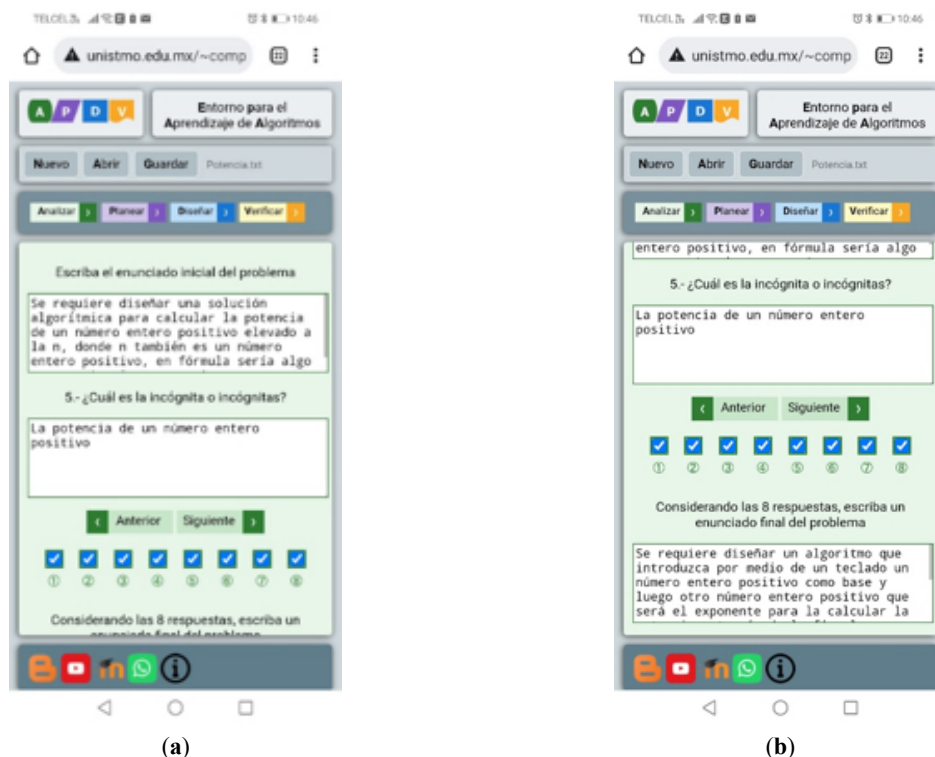 TELCEL 10:46
unistmo.edu.mx/~comp
A P D V
Entorno para el
Aprendizaje de Algoritmos
Nuevo Abrir Guardar Potencia.txt
Analizar > Planear > Diseñar > Verificar >
Escriba el enunciado inicial del problema
Se requiere diseñar una solución
algorítmica para calcular la potencia
de un número entero positivo elevado a
la n, donde n también es un número
entero positivo, en fórmula sería algo
5.- ¿Cuál es la incógnita o incógnitas?
La potencia de un número entero
positivo
< Anterior Siguiente >
① ② ③ ④ ⑤ ⑥ ⑦ ⑧
Considerando las 8 respuestas, escriba un
enunciado final del problema
(a)
TELCEL 10:46
unistmo.edu.mx/~comp 22
A P D V
Entorno para el
Aprendizaje de Algoritmos
Nuevo Abrir Guardar Potencia.txt
Analizar > Planear > Diseñar > Verificar >
entero positivo, en fórmula sería algo
5.- ¿Cuál es la incógnita o incógnitas?
La potencia de un número entero
positivo
< Anterior Siguiente >
① ② ③ ④ ⑤ ⑥ ⑦ ⑧
Considerando las 8 respuestas, escriba un
enunciado final del problema
Se requiere diseñar un algoritmo que
introduzca por medio de un teclado un
número entero positivo como base y
luego otro número entero positivo que
será el exponente para la calcular la
(b)